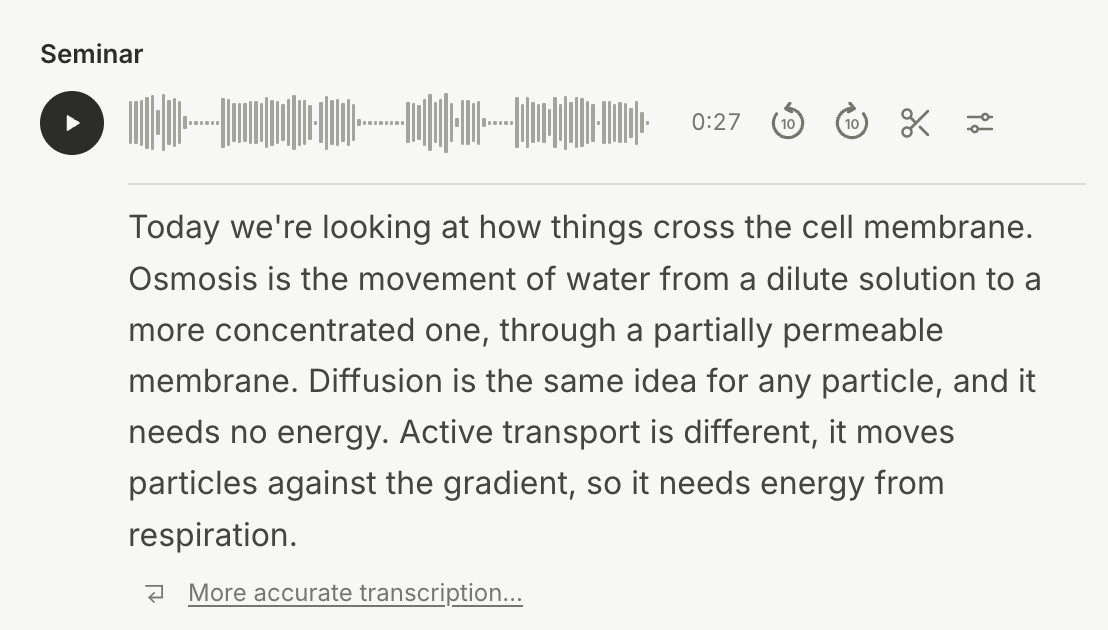 Seminar
0:27
10
10
Today we're looking at how things cross the cell membrane.
Osmosis is the movement of water from a dilute solution to a
more concentrated one, through a partially permeable
membrane. Diffusion is the same idea for any particle, and it
needs no energy. Active transport is different, it moves
particles against the gradient, so it needs energy from
respiration.
More accurate transcription...